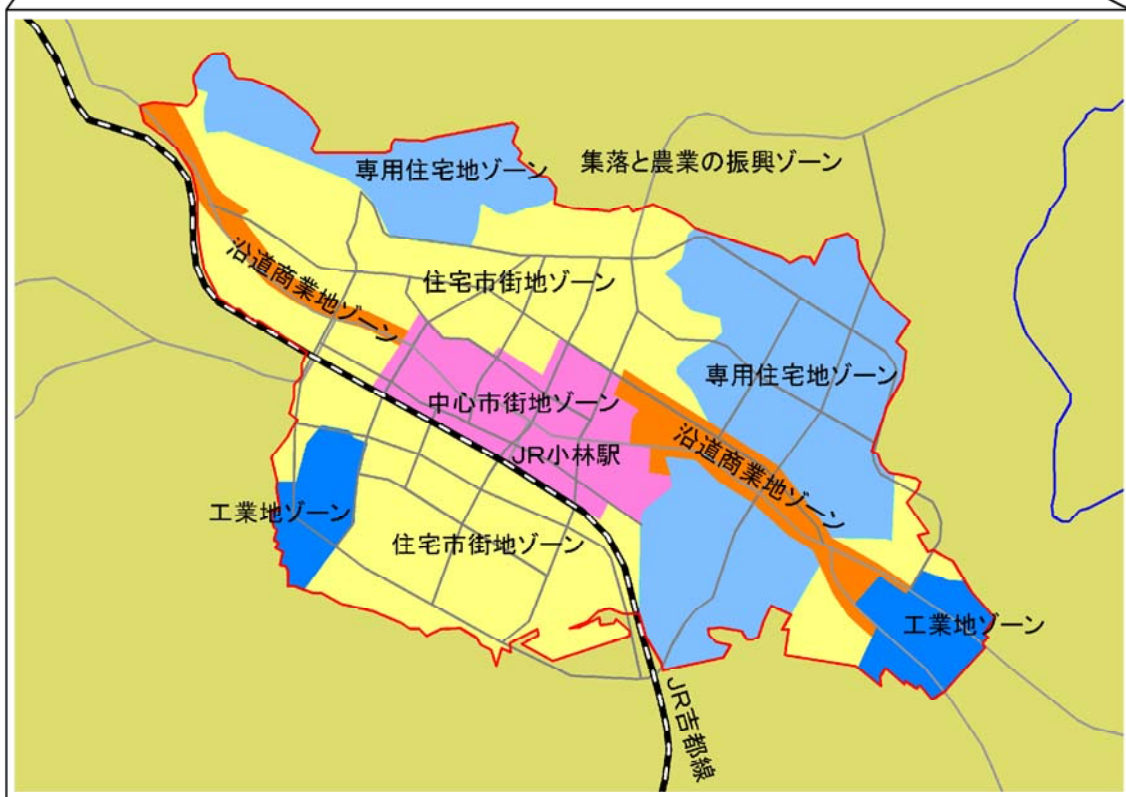 専用住宅地ゾーン
集落と農業の振興ゾーン
沿道商業地ゾーン
住宅市街地ゾーン
専用住宅地ゾーン
中心市街地ゾーン
沿道商業地ゾーン
JR小林駅
工業地ゾーン
住宅市街地ゾーン
工業地ゾーン
JR吉都線